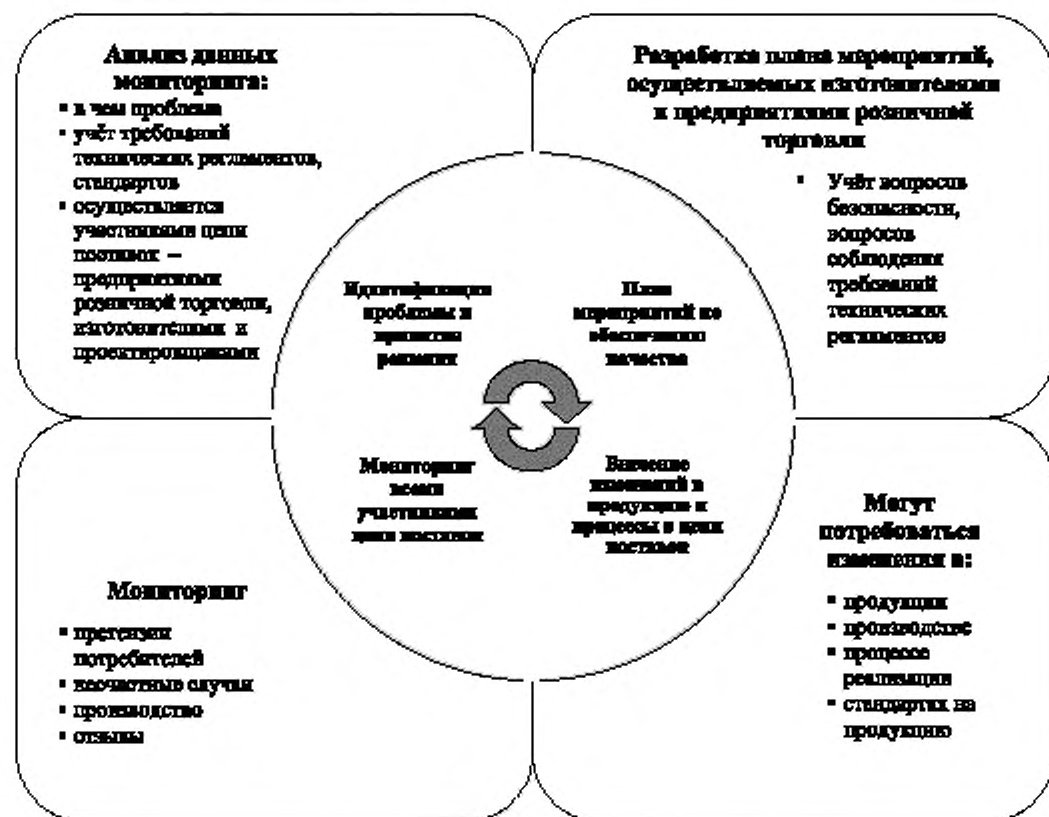 Анализ данных
мониторинга:
▪ в чем проблема
▪ учёт требований
технических регламентов,
стандартов
▪ осуществляется
участниками цепи
поставок –
предприятиями
розничной торговли,
изготовителями и
проектировщиками
Разработка плана мероприятий,
осуществляемых изготовителями
и предприятиями розничной
торговли
▪ Учёт вопросов
безопасности,
вопросов
соблюдения
требований
технических
регламентов
Идентификация
проблемы и
принятие
решения
План
мероприятий по
обеспечению
качества
Мониторинг
всеми
участниками
цепи поставок
Внесение
изменений в
продукцию и
процессы в цепи
поставок
Мониторинг
▪ претензии
потребителей
▪ несчастные случаи
▪ производство
▪ отзывы
Могут
потребоваться
изменения в:
▪ продукции
▪ производстве
▪ процессе
реализации
▪ стандартах на
продукцию